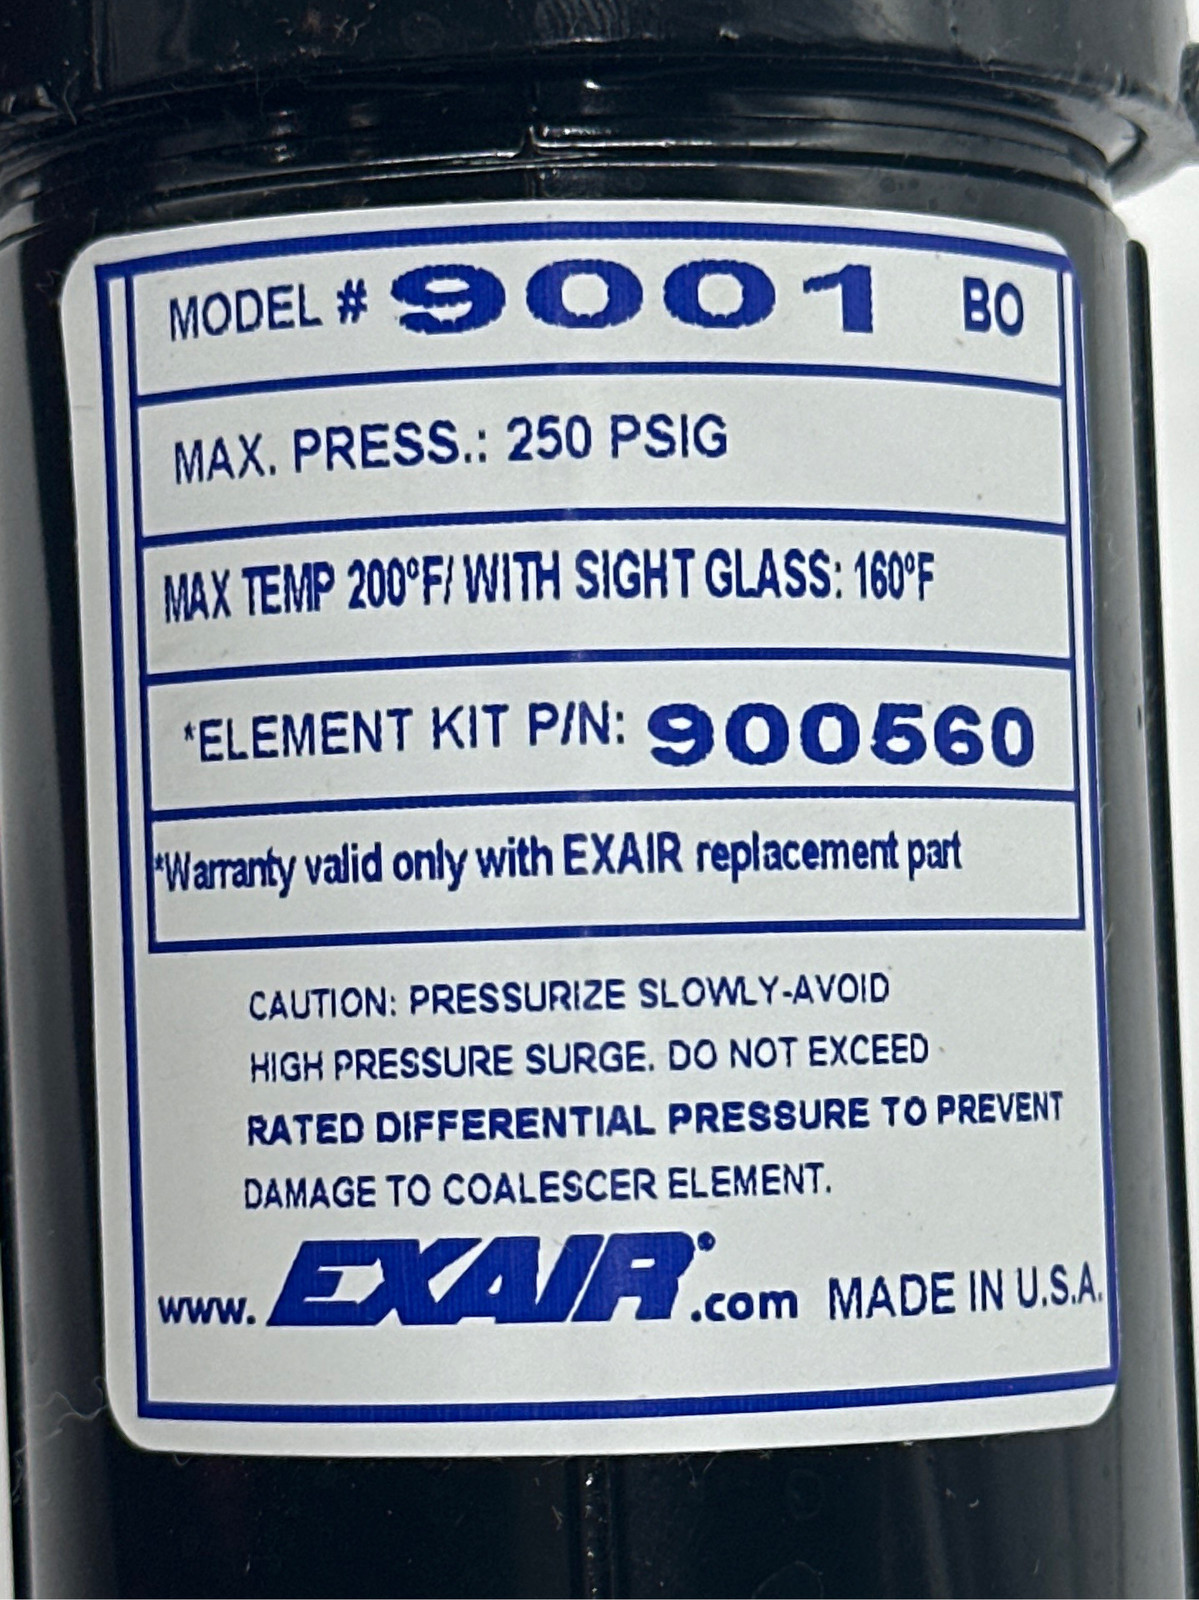 MODEL # 9001 BO
MAX. PRESS.: 250 PSIG
MAX TEMP 200°F/ WITH SIGHT GLASS: 160°F
*ELEMENT KIT P/N: 900560
*Warranty valid only with EXAIR replacement part
CAUTION: PRESSURIZE SLOWLY-AVOID
HIGH PRESSURE SURGE. DO NOT EXCEED
RATED DIFFERENTIAL PRESSURE TO PREVENT
DAMAGE TO COALESCER ELEMENT.
www.EXAIR®.com MADE IN U.S.A.